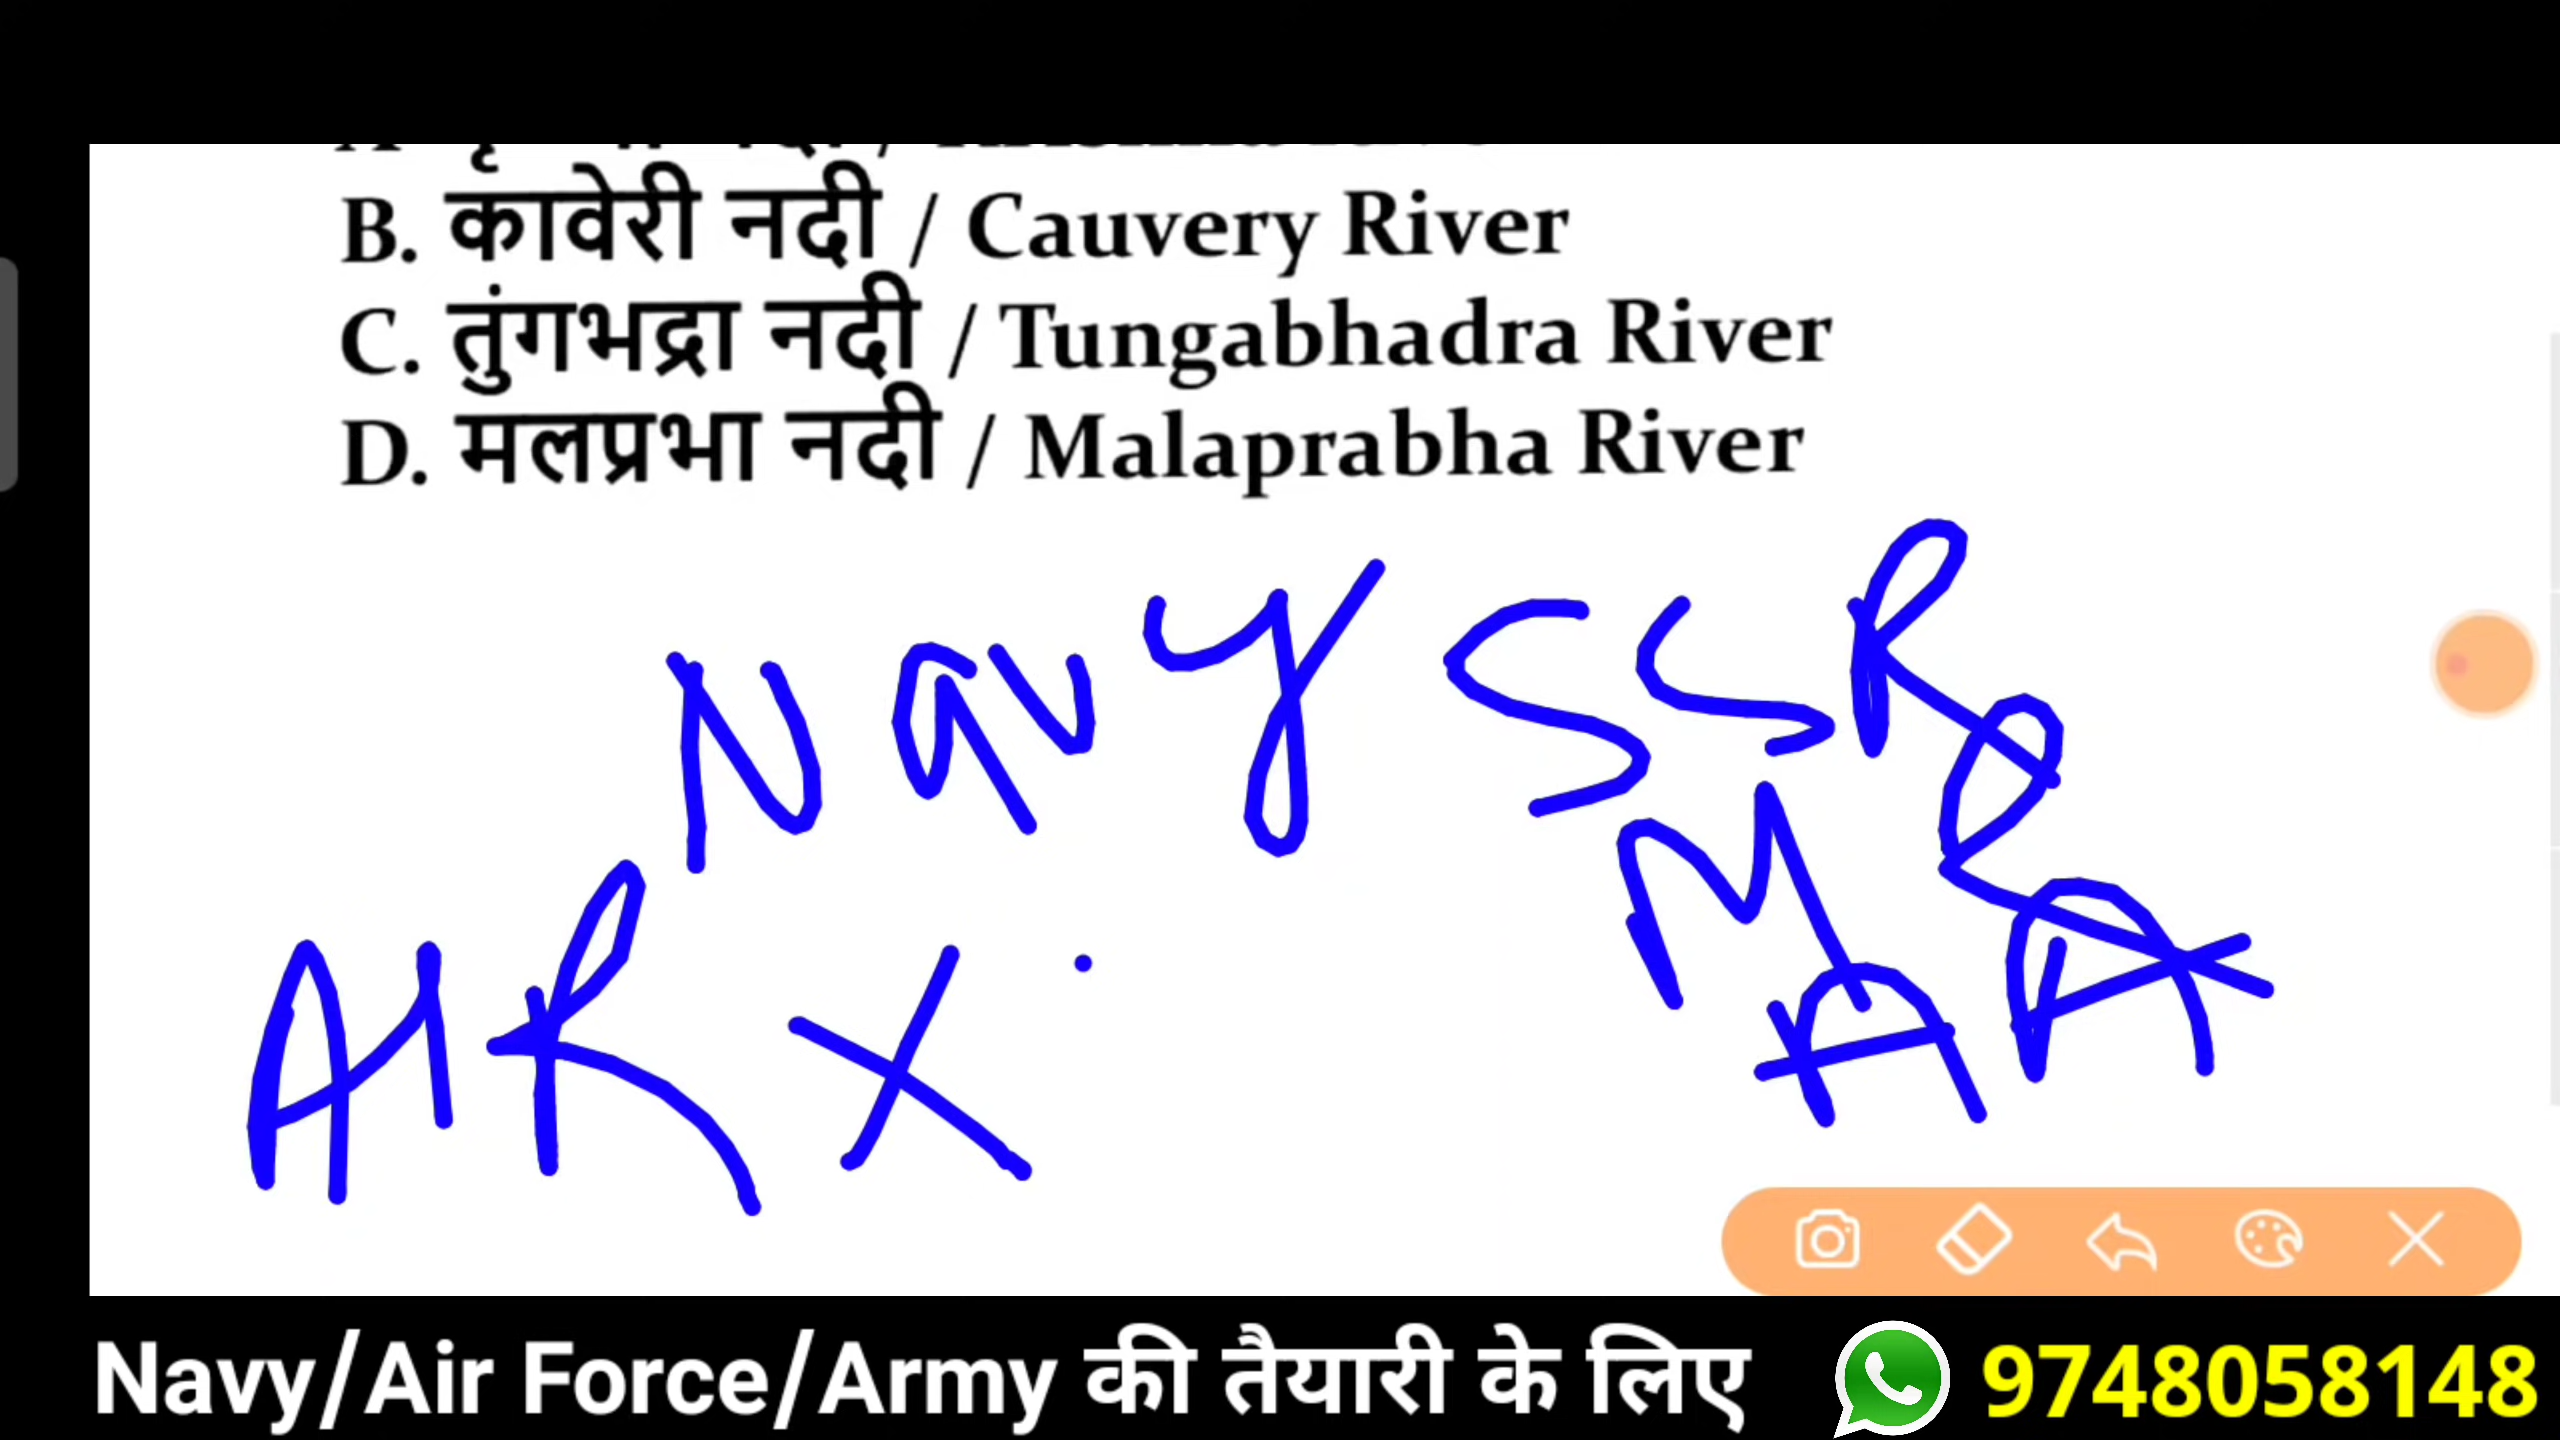 B. कावेरी नदी / Cauvery River
C. तुंगभद्रा नदी / Tungabhadra River
D. मलप्रभा नदी / Malaprabha River
Navy SSR
MR
AA
AIR X
Navy/Air Force/Army की तैयारी के लिए 9748058148